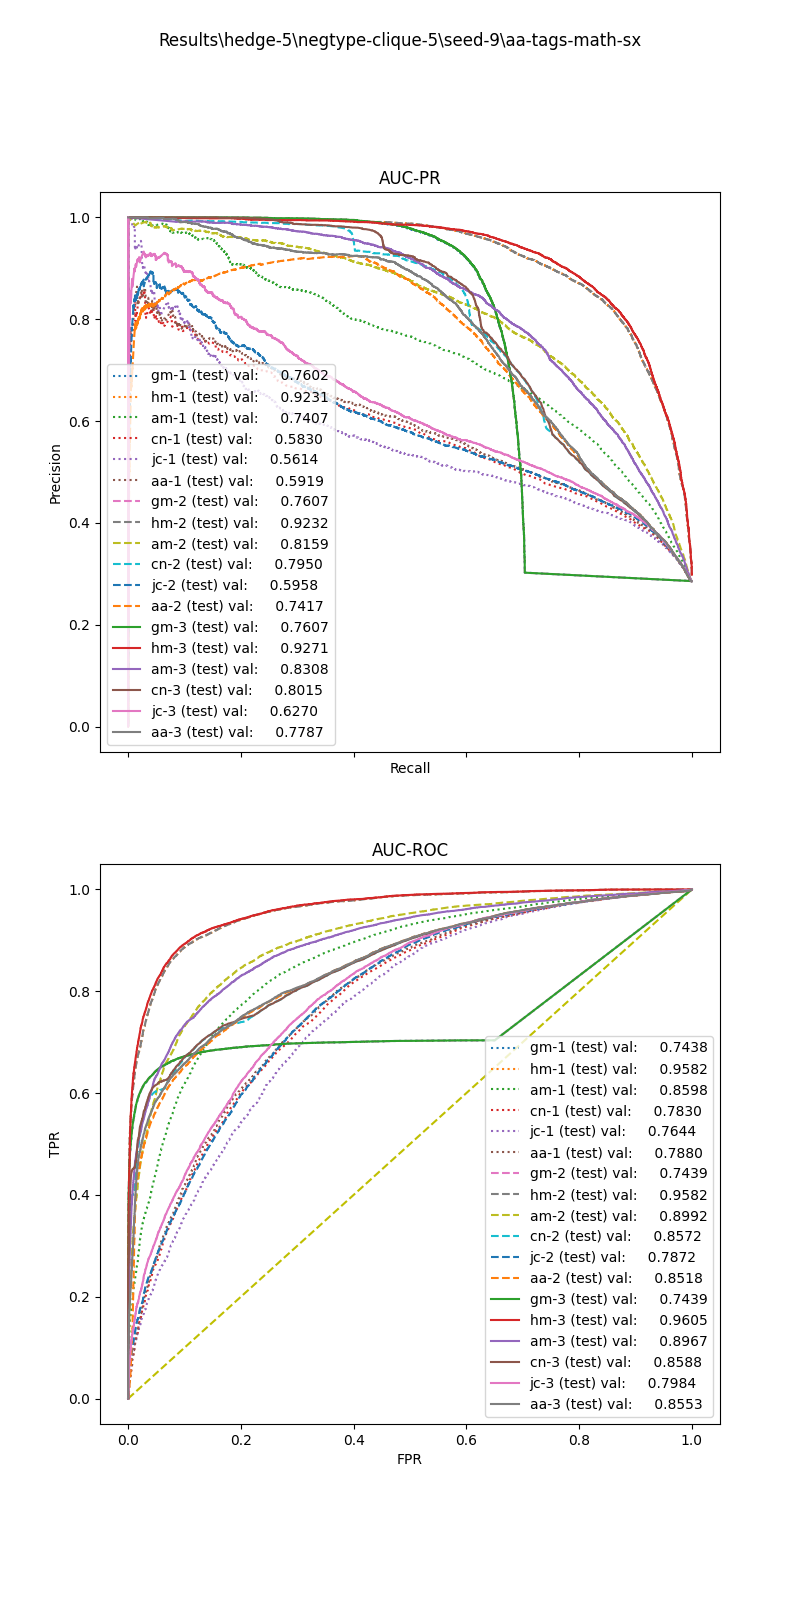 Results\hedge-5\negtype-clique-5\seed-9\aa-tags-math-sx
AUC-PR
1.0
0.8
0.6
0.4
0.2
0.0
Precision
gm-1 (test) val: 0.7602
hm-1 (test) val: 0.9231
am-1 (test) val: 0.7407
cn-1 (test) val: 0.5830
jc-1 (test) val: 0.5614
aa-1 (test) val: 0.5919
gm-2 (test) val: 0.7607
hm-2 (test) val: 0.9232
am-2 (test) val: 0.8159
cn-2 (test) val: 0.7950
jc-2 (test) val: 0.5958
aa-2 (test) val: 0.7417
gm-3 (test) val: 0.7607
hm-3 (test) val: 0.9271
am-3 (test) val: 0.8308
cn-3 (test) val: 0.8015
jc-3 (test) val: 0.6270
aa-3 (test) val: 0.7787
Recall
AUC-ROC
1.0
0.8
0.6
0.4
0.2
0.0
TPR
gm-1 (test) val: 0.7438
hm-1 (test) val: 0.9582
am-1 (test) val: 0.8598
cn-1 (test) val: 0.7830
jc-1 (test) val: 0.7644
aa-1 (test) val: 0.7880
gm-2 (test) val: 0.7439
hm-2 (test) val: 0.9582
am-2 (test) val: 0.8992
cn-2 (test) val: 0.8572
jc-2 (test) val: 0.7872
aa-2 (test) val: 0.8518
gm-3 (test) val: 0.7439
hm-3 (test) val: 0.9605
am-3 (test) val: 0.8967
cn-3 (test) val: 0.8588
jc-3 (test) val: 0.7984
aa-3 (test) val: 0.8553
0.0 0.2 0.4 0.6 0.8 1.0
FPR